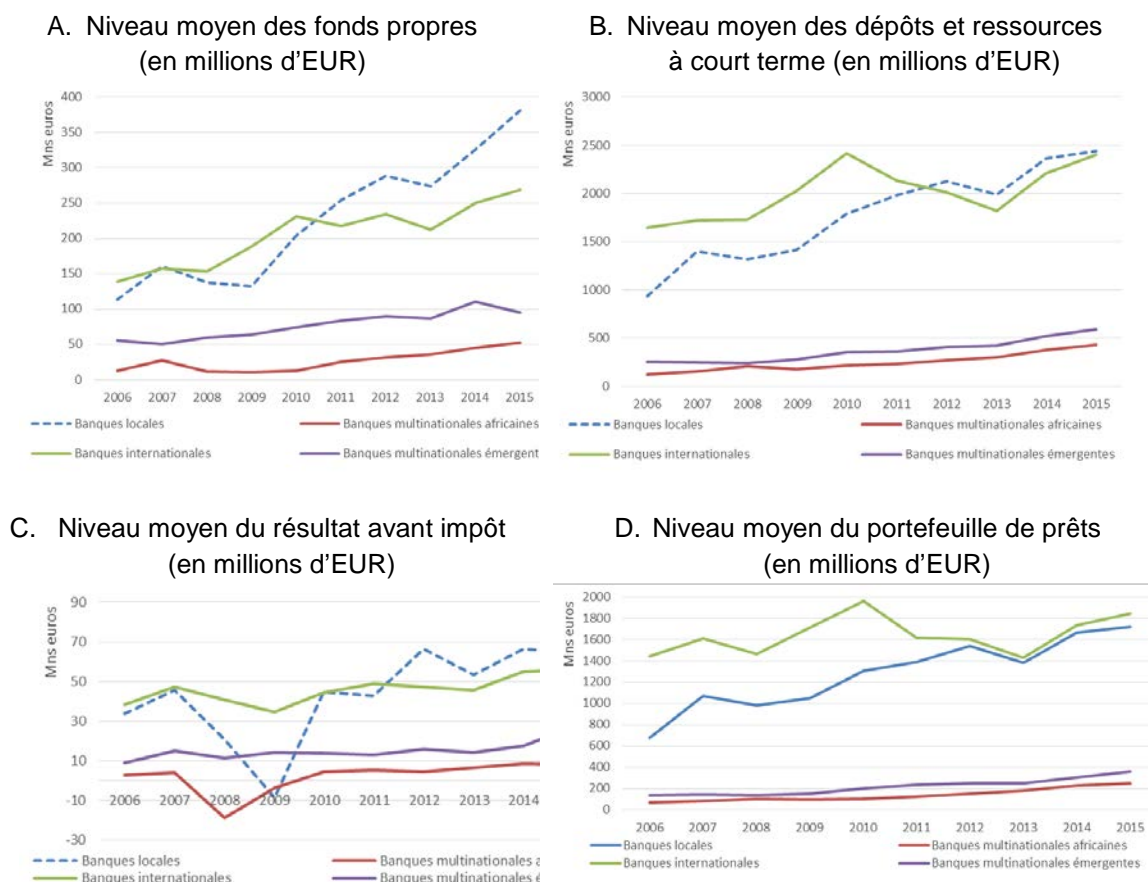 A. Niveau moyen des fonds propres
(en millions d’EUR)
Mns euros
400
350
300
250
200
150
100
50
0
2006 2007 2008 2009 2010 2011 2012 2013 2014 2015
Banques locales Banques multinationales africaines
Banques internationales Banques multinationales émergent
B. Niveau moyen des dépôts et ressources
à court terme (en millions d’EUR)
Mns euros
3000
2500
2000
1500
1000
500
0
2006 2007 2008 2009 2010 2011 2012 2013 2014 2015
Banques locales Banques multinationales africaines
Banques internationales Banques multinationales émergentes
C. Niveau moyen du résultat avant impôt
(en millions d’EUR)
Mns euros
90
70
50
30
10
-10
-30
2006 2007 2008 2009 2010 2011 2012 2013 2014
Banques locales Banques multinationales a
Banques internationales Banques multinationales é
D. Niveau moyen du portefeuille de prêts
(en millions d’EUR)
Mns euros
2000
1800
1600
1400
1200
1000
800
600
400
200
0
2006 2007 2008 2009 2010 2011 2012 2013 2014 2015
Banques locales Banques multinationales africaines
Banques internationales Banques multinationales émergentes